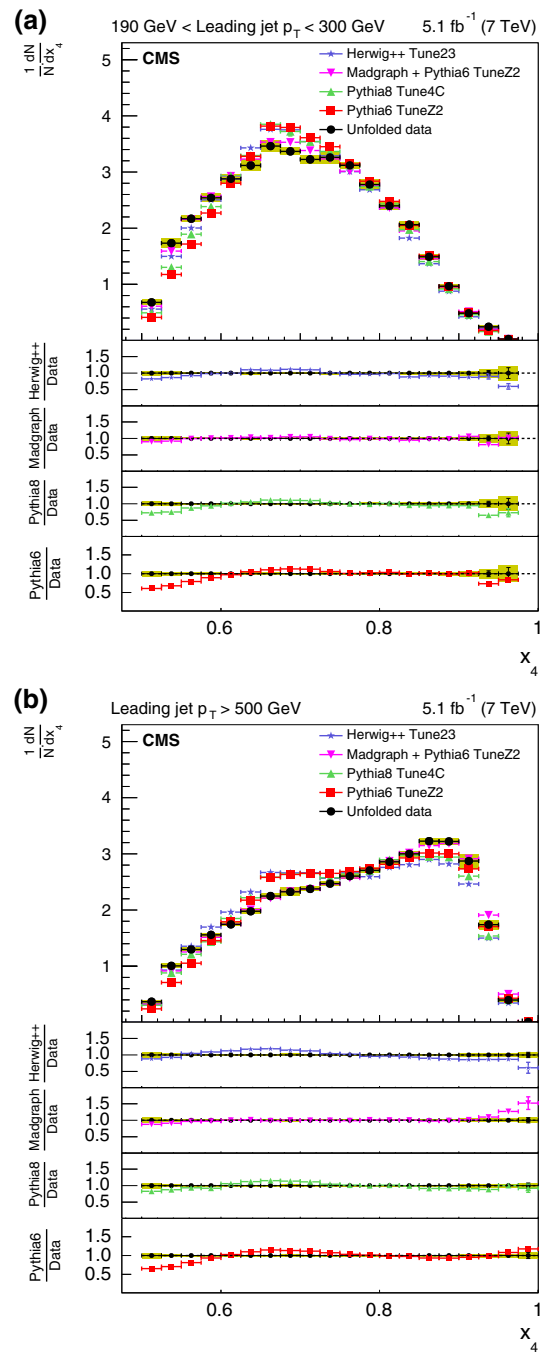 (a)
190 GeV < Leading jet p_T < 300 GeV 5.1 fb⁻¹ (7 TeV)
1 dN
N dx₄
CMS
Herwig++ Tune23
Madgraph + Pythia6 TuneZ2
Pythia8 Tune4C
Pythia6 TuneZ2
Unfolded data
5
4
3
2
1
Herwig++
Data
1.5
1.0
0.5
Madgraph
Data
1.5
1.0
0.5
Pythia8
Data
1.5
1.0
0.5
Pythia6
Data
1.5
1.0
0.5
0.6 0.8 1
x₄
(b)
Leading jet p_T > 500 GeV 5.1 fb⁻¹ (7 TeV)
1 dN
N dx₄
CMS
Herwig++ Tune23
Madgraph + Pythia6 TuneZ2
Pythia8 Tune4C
Pythia6 TuneZ2
Unfolded data
5
4
3
2
1
Herwig++
Data
1.5
1.0
0.5
Madgraph
Data
1.5
1.0
0.5
Pythia8
Data
1.5
1.0
0.5
Pythia6
Data
1.5
1.0
0.5
0.6 0.8 1
x₄